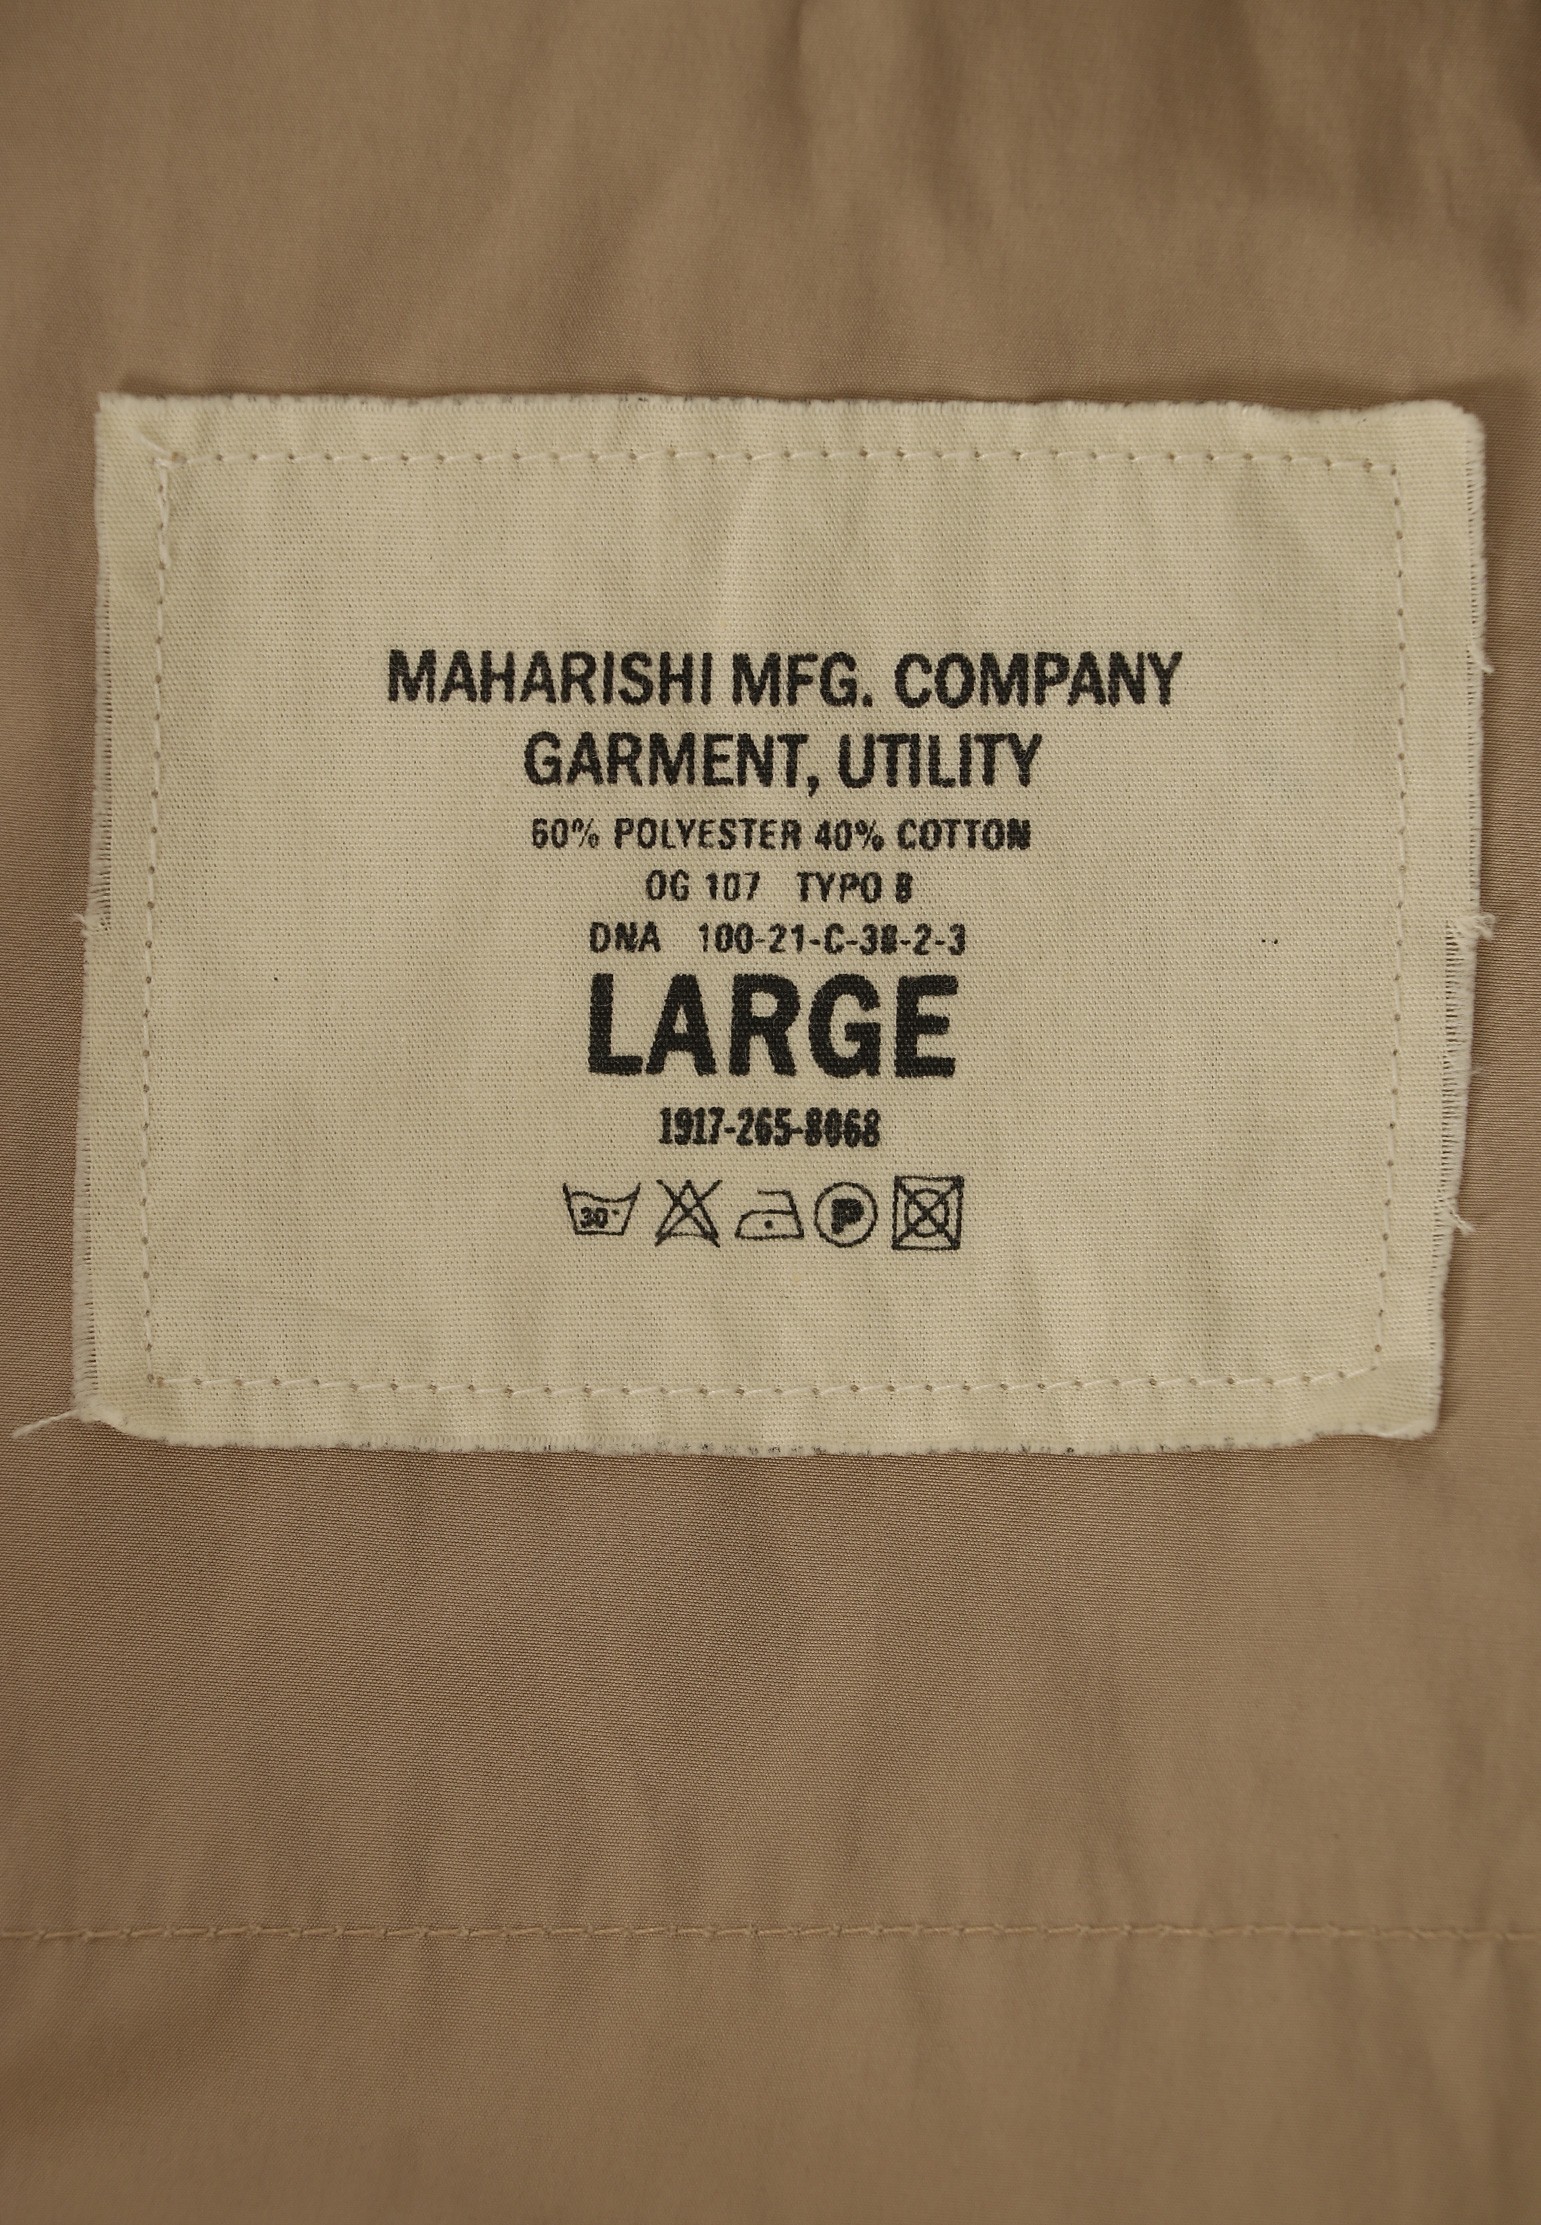 MAHARISHI MFG. COMPANY
GARMENT, UTILITY
60% POLYESTER 40% COTTON
OG 107 TYPO 8
DNA 100-21-C-38-2-3
LARGE
1917-265-8068
30° P